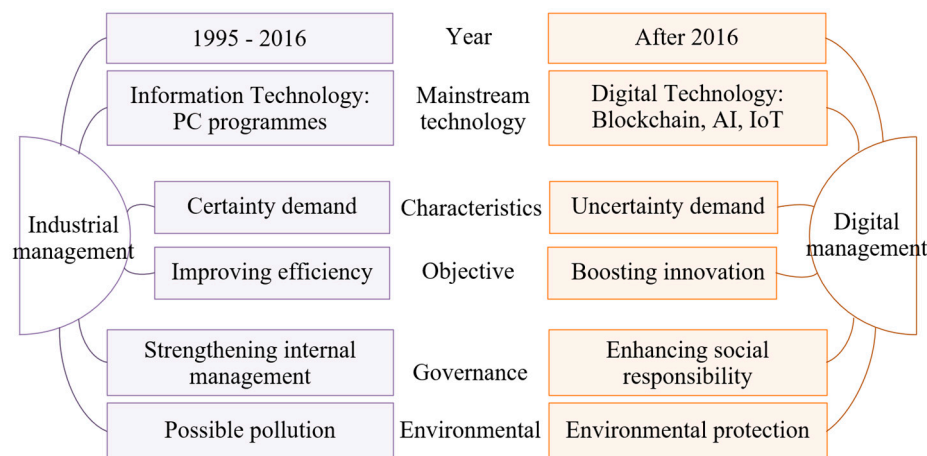 1995 - 2016
Year
After 2016
Information Technology:
PC programmes
Mainstream
technology
Digital Technology:
Blockchain, AI, IoT
Industrial
management
Certainty demand
Characteristics
Uncertainty demand
Digital
management
Improving efficiency
Objective
Boosting innovation
Strengthening internal
management
Governance
Enhancing social
responsibility
Possible pollution
Environmental
Environmental protection